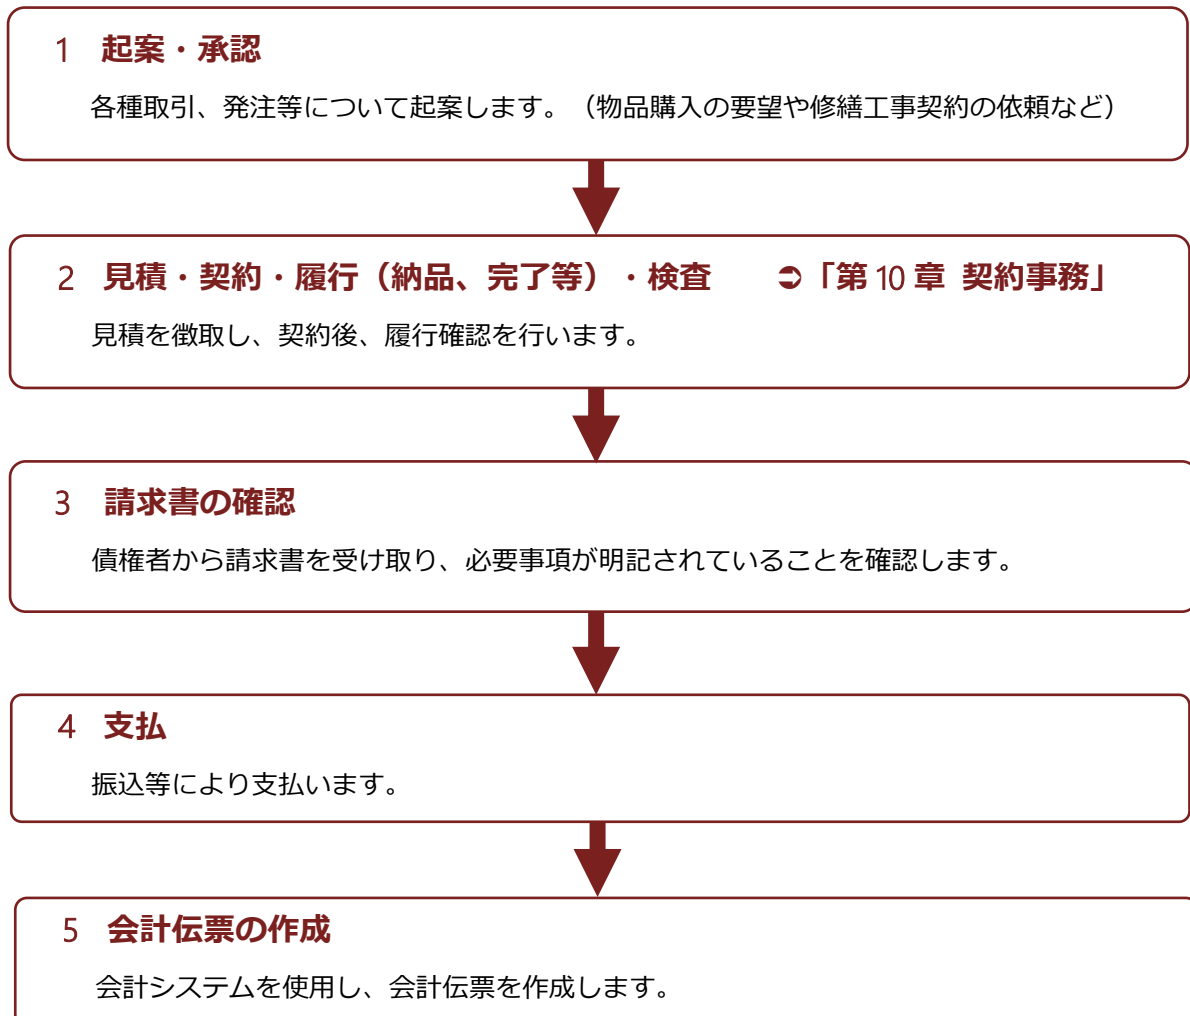 1 起案・承認
各種取引、発注等について起案します。（物品購入の要望や修繕工事契約の依頼など）
2 見積・契約・履行（納品、完了等）・検査 ➲「第 10 章 契約事務」
見積を徴取し、契約後、履行確認を行います。
3 請求書の確認
債権者から請求書を受け取り、必要事項が明記されていることを確認します。
4 支払
振込等により支払います。
5 会計伝票の作成
会計システムを使用し、会計伝票を作成します。